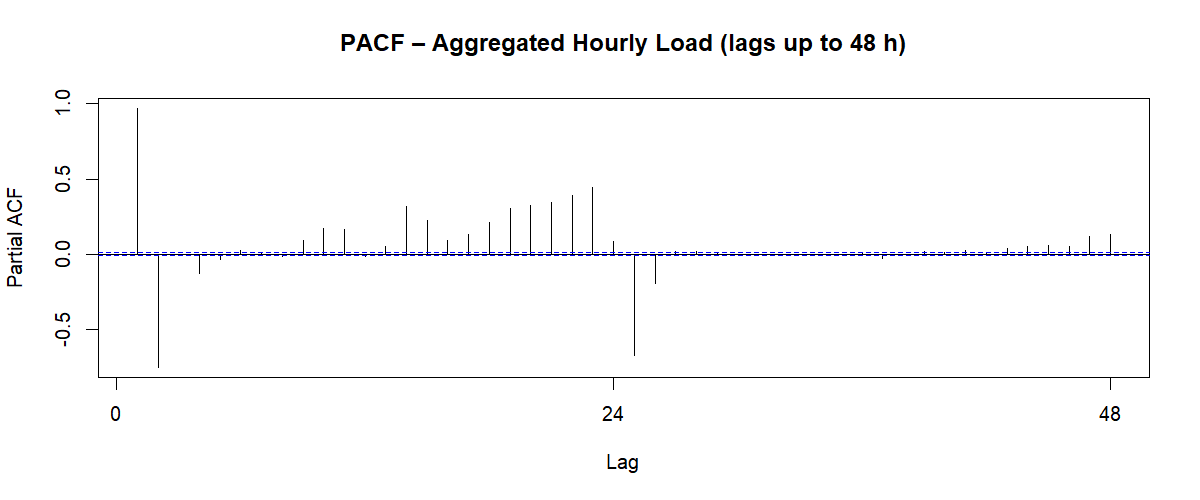 PACF – Aggregated Hourly Load (lags up to 48 h)
Partial ACF
1.0
0.5
0.0
-0.5
0 24 48
Lag